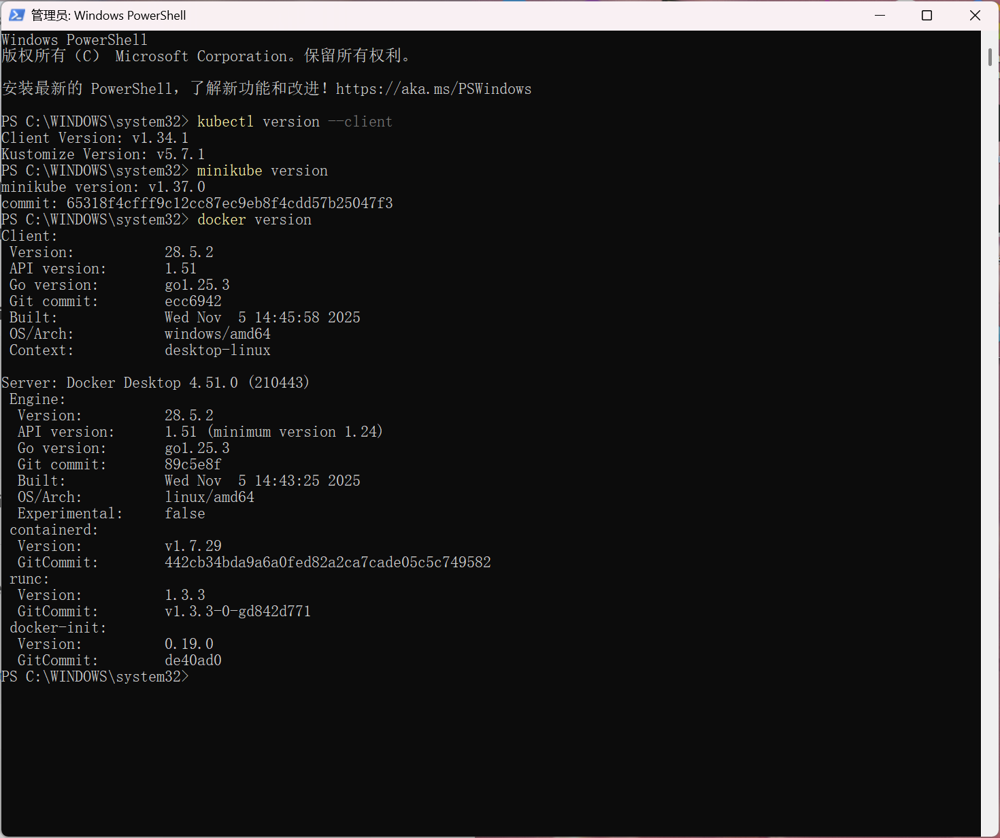 管理员: Windows PowerShell
Windows PowerShell
版权所有（C） Microsoft Corporation。保留所有权利。
安装最新的 PowerShell，了解新功能和改进！https://aka.ms/PSWindows
PS C:\WINDOWS\system32> kubectl version --client
Client Version: v1.34.1
Kustomize Version: v5.7.1
PS C:\WINDOWS\system32> minikube version
minikube version: v1.37.0
commit: 65318f4cfff9c12cc87ec9eb8f4cdd57b25047f3
PS C:\WINDOWS\system32> docker version
Client:
 Version:           28.5.2
 API version:       1.51
 Go version:        go1.25.3
 Git commit:        ecc6942
 Built:             Wed Nov  5 14:45:58 2025
 OS/Arch:           windows/amd64
 Context:           desktop-linux
Server: Docker Desktop 4.51.0 (210443)
 Engine:
  Version:          28.5.2
  API version:      1.51 (minimum version 1.24)
  Go version:       go1.25.3
  Git commit:       89c5e8f
  Built:            Wed Nov  5 14:43:25 2025
  OS/Arch:          linux/amd64
  Experimental:     false
 containerd:
  Version:          v1.7.29
  GitCommit:        442cb34bda9a6a0fed82a2ca7cade05c5c749582
 runc:
  Version:          1.3.3
  GitCommit:        v1.3.3-0-gd842d771
 docker-init:
  Version:          0.19.0
  GitCommit:        de40ad0
PS C:\WINDOWS\system32>